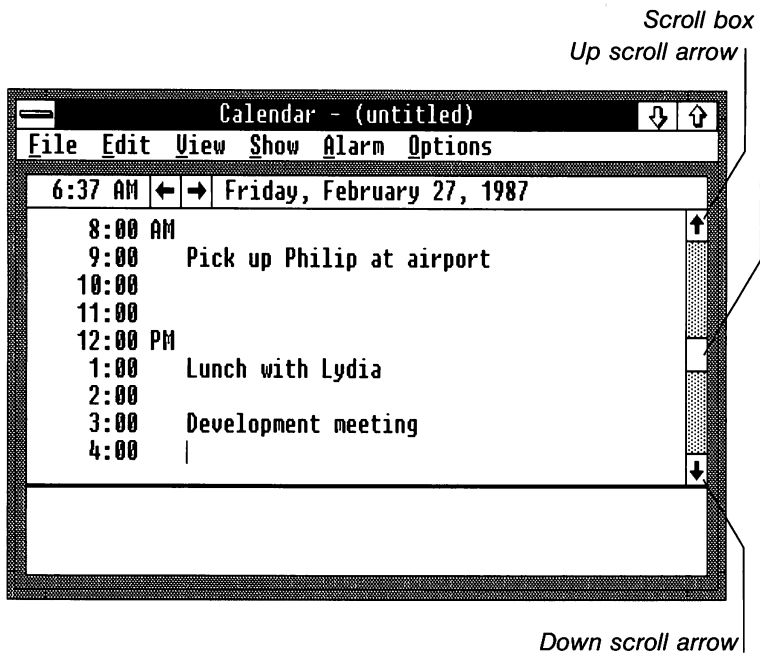 Scroll box
Up scroll arrow
Calendar - (untitled)
File Edit View Show Alarm Options
6:37 AM Friday, February 27, 1987
8:00 AM
9:00 Pick up Philip at airport
10:00
11:00
12:00 PM
1:00 Lunch with Lydia
2:00
3:00 Development meeting
4:00
Down scroll arrow